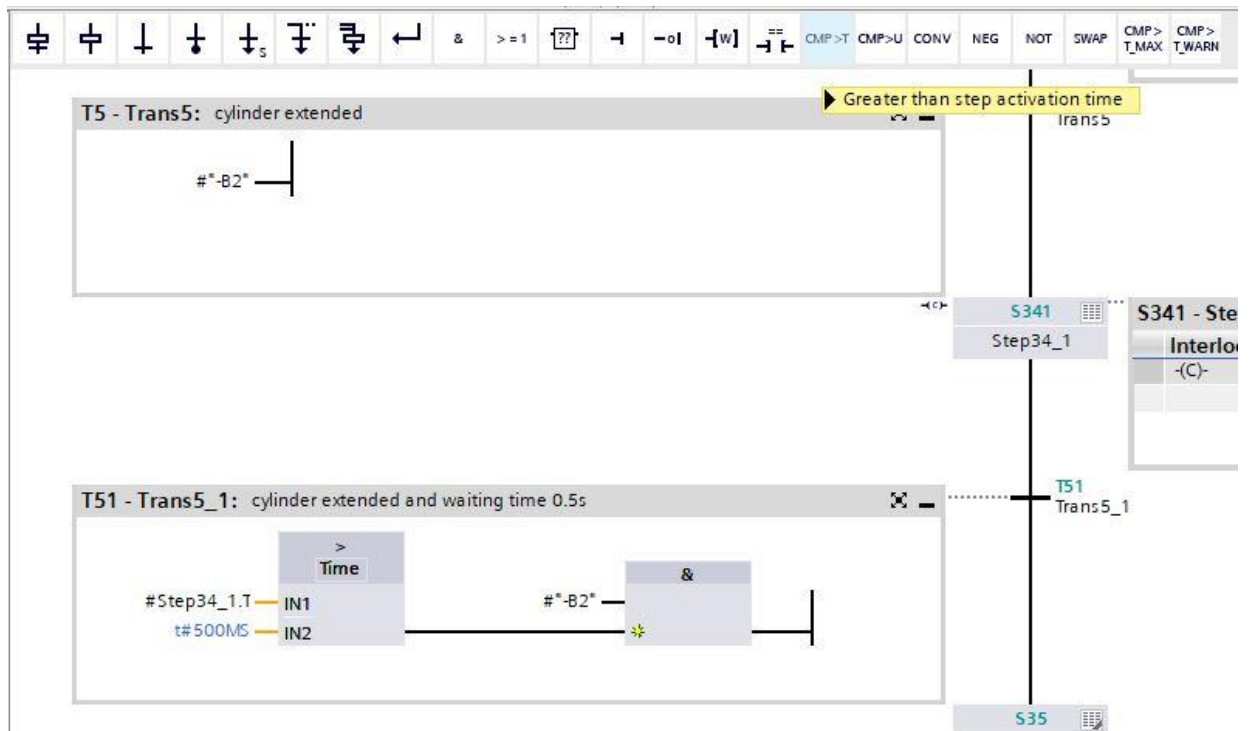 S & >=1 ?? [W] == CMP>T CMP>U CONV NEG NOT SWAP CMP> T_MAX CMP> T_WARN
Greater than step activation time
T5 - Trans5: cylinder extended
Trans5
#"-B2"
-(c)-
S341
S341 - Ste
Step34_1
Interloc
-(C)-
T51 - Trans5_1: cylinder extended and waiting time 0.5s
T51
Trans5_1
>
Time
&
#Step34_1.T IN1
#"-B2"
t#500MS IN2
S35